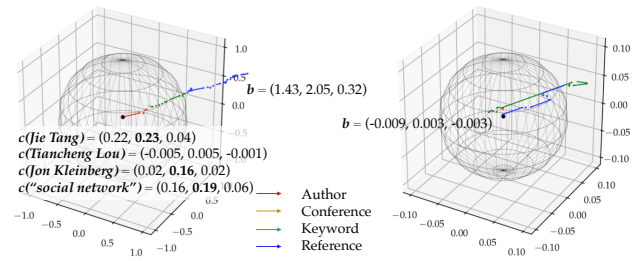 1.0
0.5
0.0
b = (1.43, 2.05, 0.32)
c(Jie Tang) = (0.22, 0.23, 0.04)
c(Tiancheng Lou) = (-0.005, 0.005, -0.001)
c(Jon Kleinberg) = (0.02, 0.16, 0.02)
c("social network") = (0.16, 0.19, 0.06)
-0.5
0.5
0.0
-1.0
-0.5
0.0
0.5
1.0
-1.0
Author
Conference
Keyword
Reference
0.10
0.05
0.00
-0.05
-0.10
b = (-0.009, 0.003, -0.003)
-0.10
-0.05
0.00
0.05
0.10
-0.10
-0.05
0.00
0.05
0.10